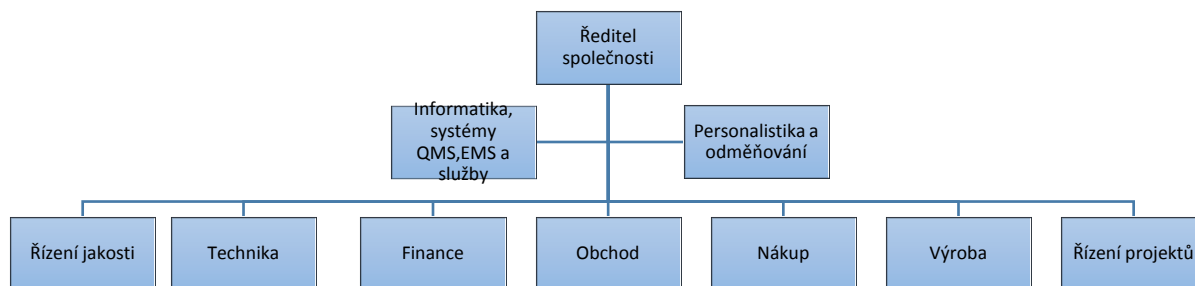 Ředitel
společnosti
Informatika,
systémy
QMS,EMS a
služby
Personalistika a
odměňování
Řízení jakosti
Technika
Finance
Obchod
Nákup
Výroba
Řízení projektů